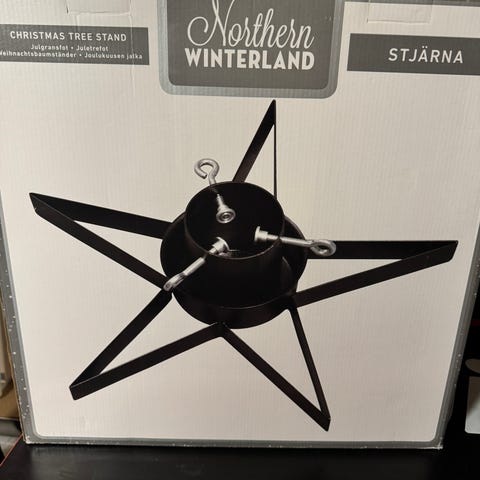 CHRISTMAS TREE STAND
Julgransfot • Juletrefot
Weihnachtsbaumständer • Joulukuusen jalka
Northern
WINTERLAND
STJÄRNA